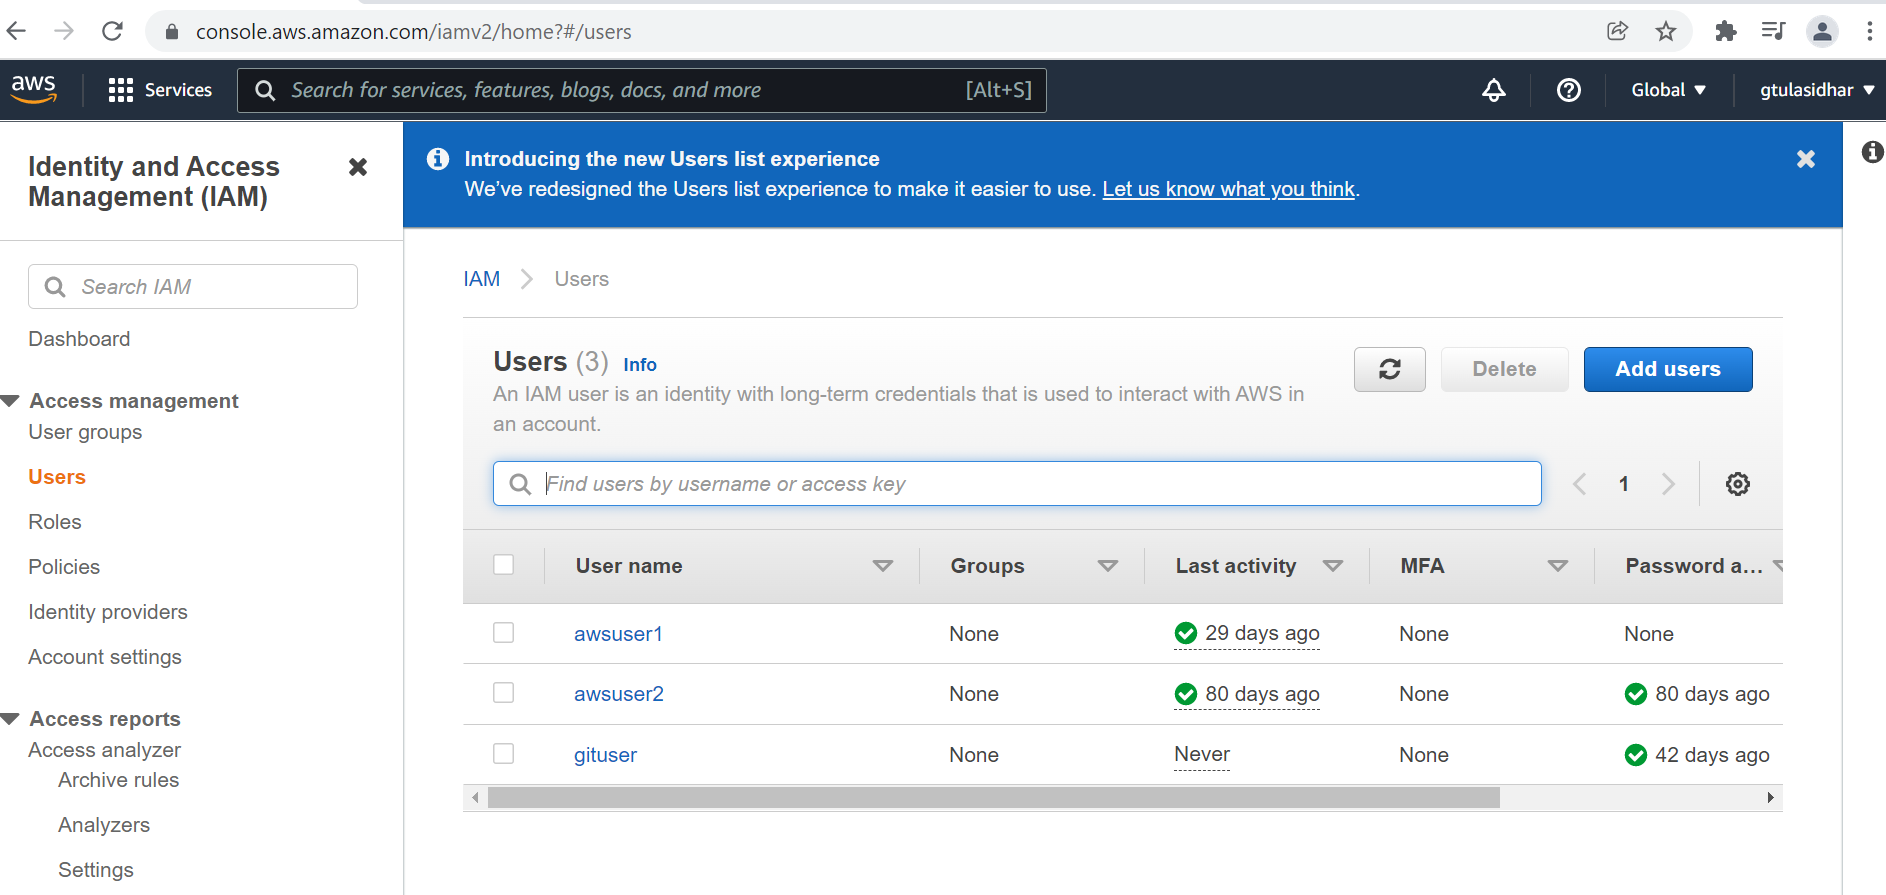 console.aws.amazon.com/iamv2/home?#/users
aws
Services
Search for services, features, blogs, docs, and more
[Alt+S]
Global
gtulasidhar
Identity and Access
Management (IAM)
Search IAM
Dashboard
Access management
User groups
Users
Roles
Policies
Identity providers
Account settings
Access reports
Access analyzer
Archive rules
Analyzers
Settings
Introducing the new Users list experience
We've redesigned the Users list experience to make it easier to use. Let us know what you think.
IAM Users
Users (3) Info
An IAM user is an identity with long-term credentials that is used to interact with AWS in
an account.
Delete
Add users
Find users by username or access key
1
User name Groups Last activity MFA Password a...
awsuser1 None 29 days ago None None
awsuser2 None 80 days ago None 80 days ago
gituser None Never None 42 days ago